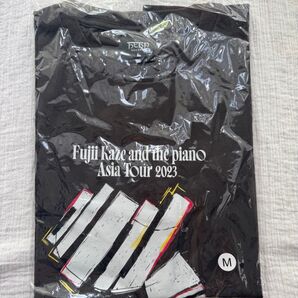 Fujii Kaze and the piano
Asia Tour 2023
M